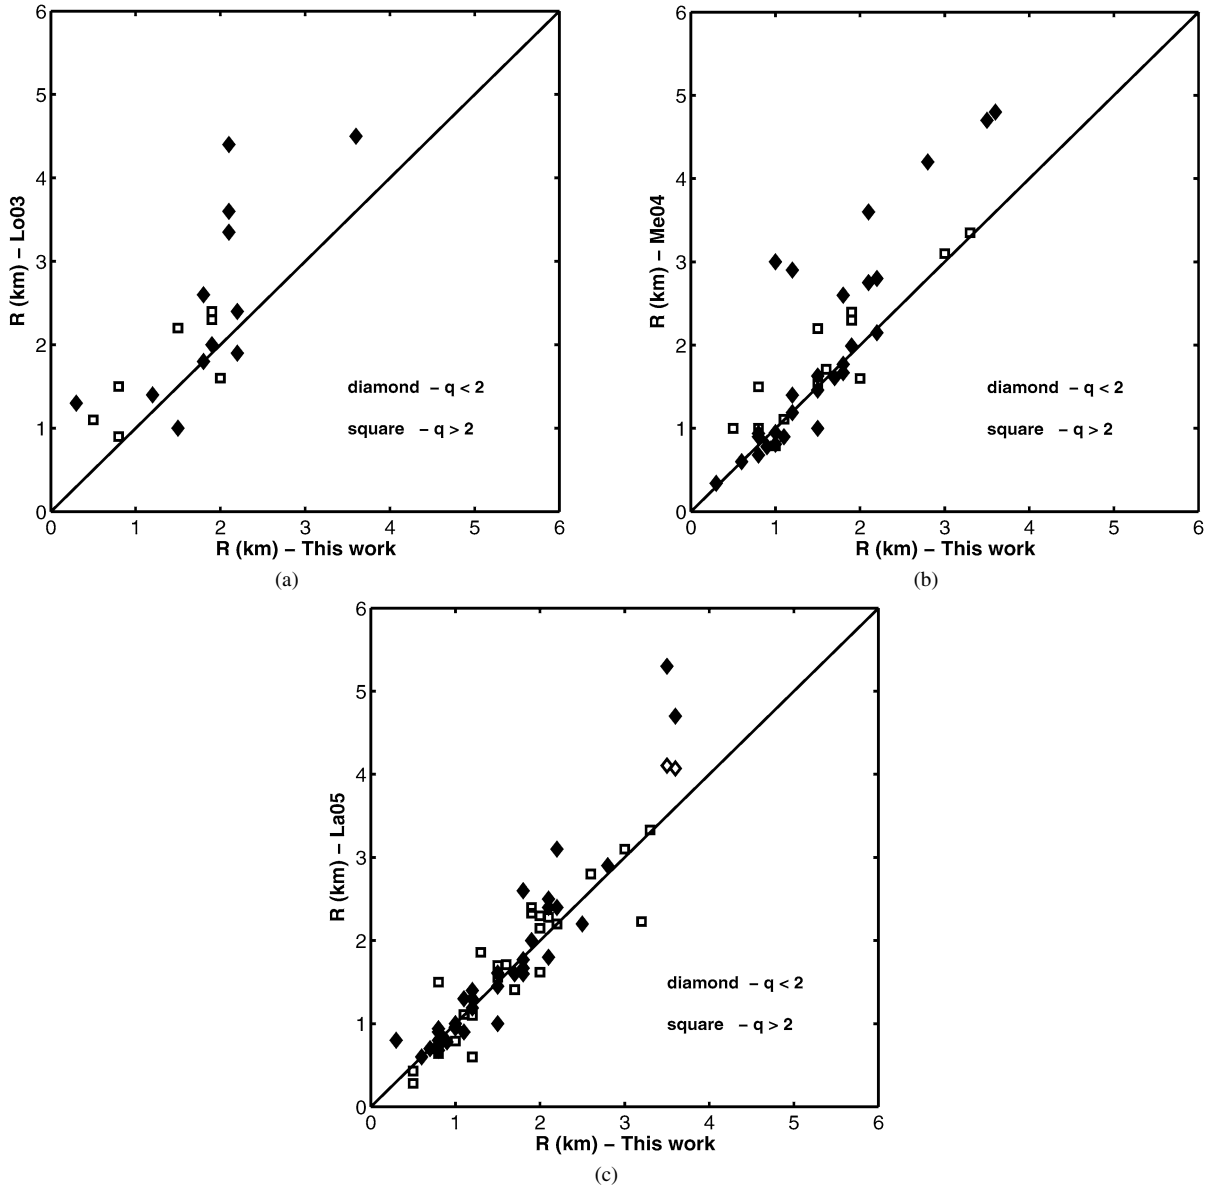 6
5
4
3
2
1
0
R (km) – Lo03
diamond – q < 2
square – q > 2
0 1 2 3 4 5 6
R (km) – This work
(a)
6
5
4
3
2
1
0
R (km) – Me04
diamond – q < 2
square – q > 2
0 1 2 3 4 5 6
R (km) – This work
(b)
6
5
4
3
2
1
0
R (km) – La05
diamond – q < 2
square – q > 2
0 1 2 3 4 5 6
R (km) – This work
(c)